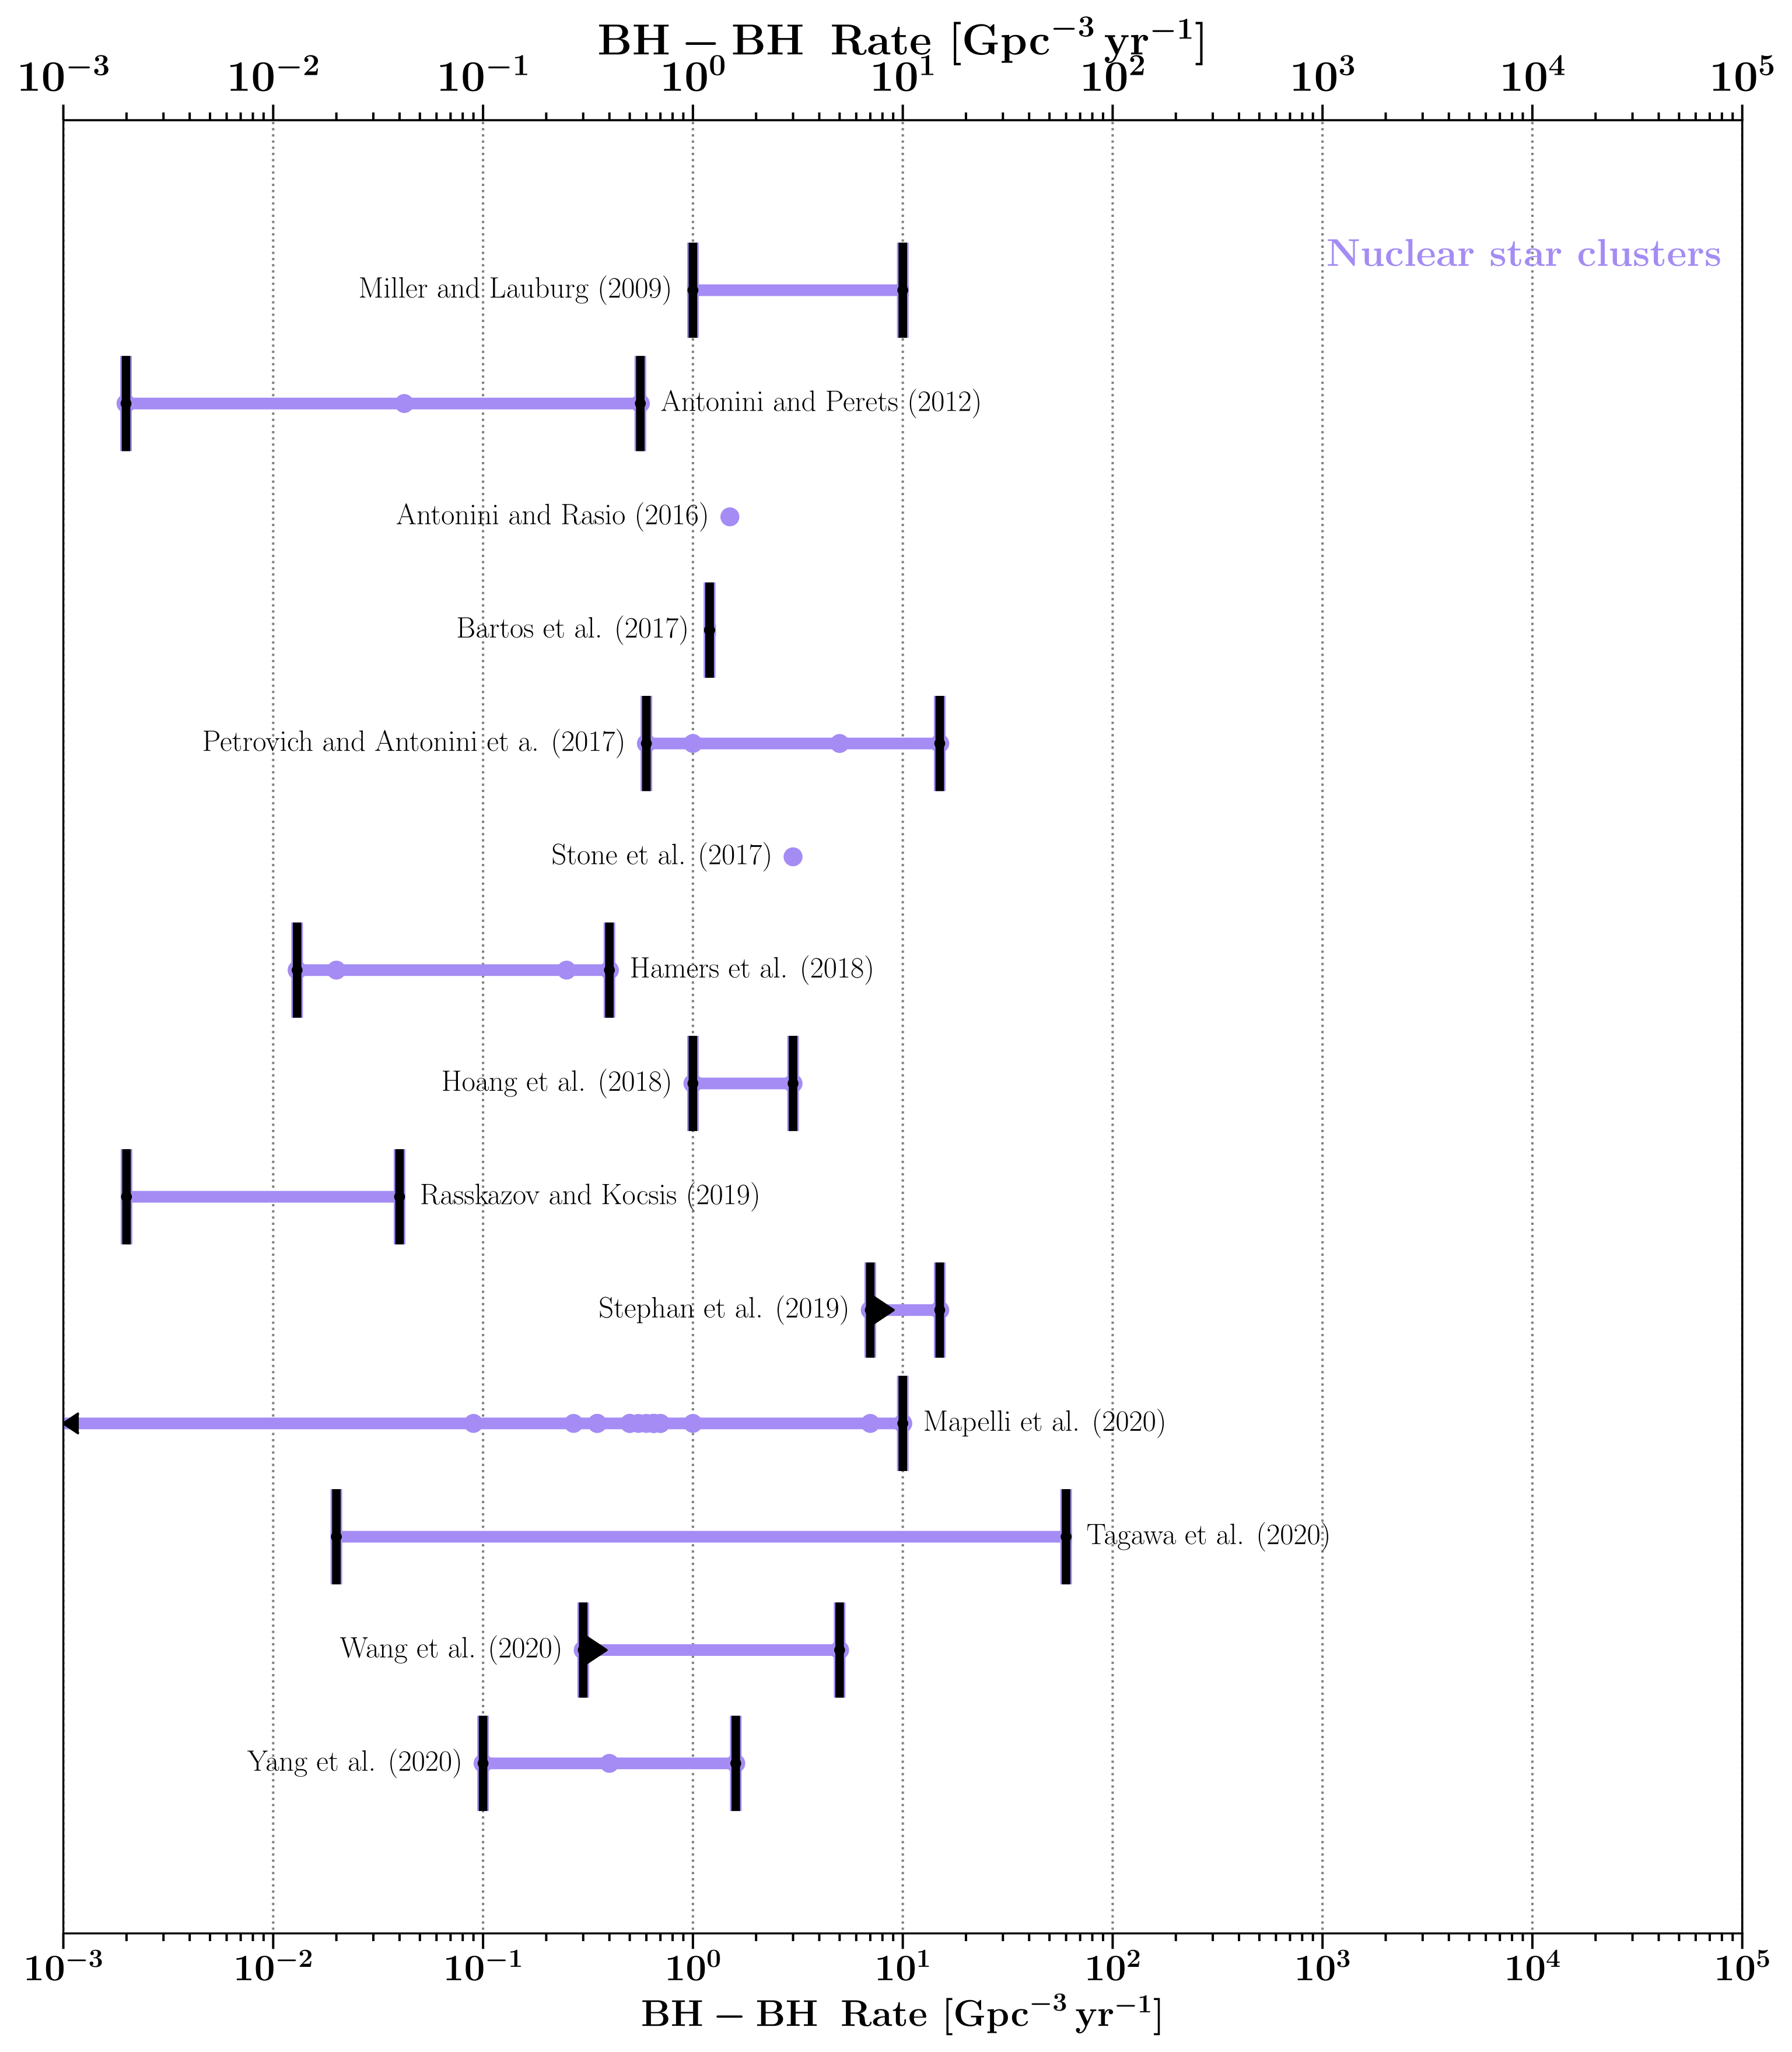 BH − BH Rate [Gpc⁻³ yr⁻¹]
10⁻³ 10⁻² 10⁻¹ 10⁰ 10¹ 10² 10³ 10⁴ 10⁵
Nuclear star clusters
Miller and Lauburg (2009)
Antonini and Perets (2012)
Antonini and Rasio (2016)
Bartos et al. (2017)
Petrovich and Antonini et a. (2017)
Stone et al. (2017)
Hamers et al. (2018)
Hoang et al. (2018)
Rasskazov and Kocsis (2019)
Stephan et al. (2019)
Mapelli et al. (2020)
Tagawa et al. (2020)
Wang et al. (2020)
Yang et al. (2020)
10⁻³ 10⁻² 10⁻¹ 10⁰ 10¹ 10² 10³ 10⁴ 10⁵
BH − BH Rate [Gpc⁻³ yr⁻¹]